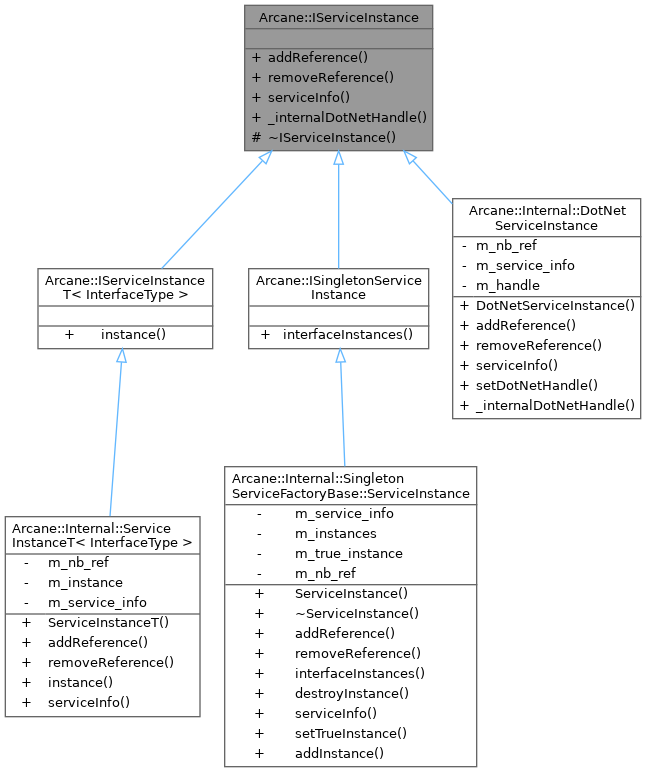 Arcane::IServiceInstance
+ addReference()
+ removeReference()
+ serviceInfo()
+ _internalDotNetHandle()
# ~IServiceInstance()
Arcane::IServiceInstance
T< InterfaceType >
+ instance()
Arcane::ISingletonService
Instance
+ interfaceInstances()
Arcane::Internal::DotNet
ServiceInstance
- m_nb_ref
- m_service_info
- m_handle
+ DotNetServiceInstance()
+ addReference()
+ removeReference()
+ serviceInfo()
+ setDotNetHandle()
+ _internalDotNetHandle()
Arcane::Internal::Service
InstanceT< InterfaceType >
- m_nb_ref
- m_instance
- m_service_info
+ ServiceInstanceT()
+ addReference()
+ removeReference()
+ instance()
+ serviceInfo()
Arcane::Internal::Singleton
ServiceFactoryBase::ServiceInstance
- m_service_info
- m_instances
- m_true_instance
- m_nb_ref
+ ServiceInstance()
+ ~ServiceInstance()
+ addReference()
+ removeReference()
+ interfaceInstances()
+ destroyInstance()
+ serviceInfo()
+ setTrueInstance()
+ addInstance()